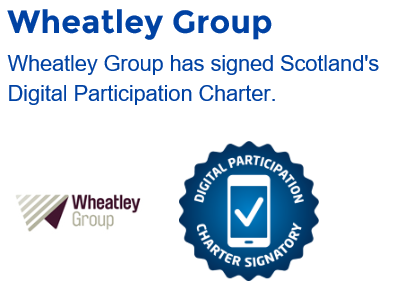 Wheatley Group
Wheatley Group has signed Scotland's
Digital Participation Charter.
Wheatley
Group
DIGITAL PARTICIPATION
CHARTER SIGNATORY